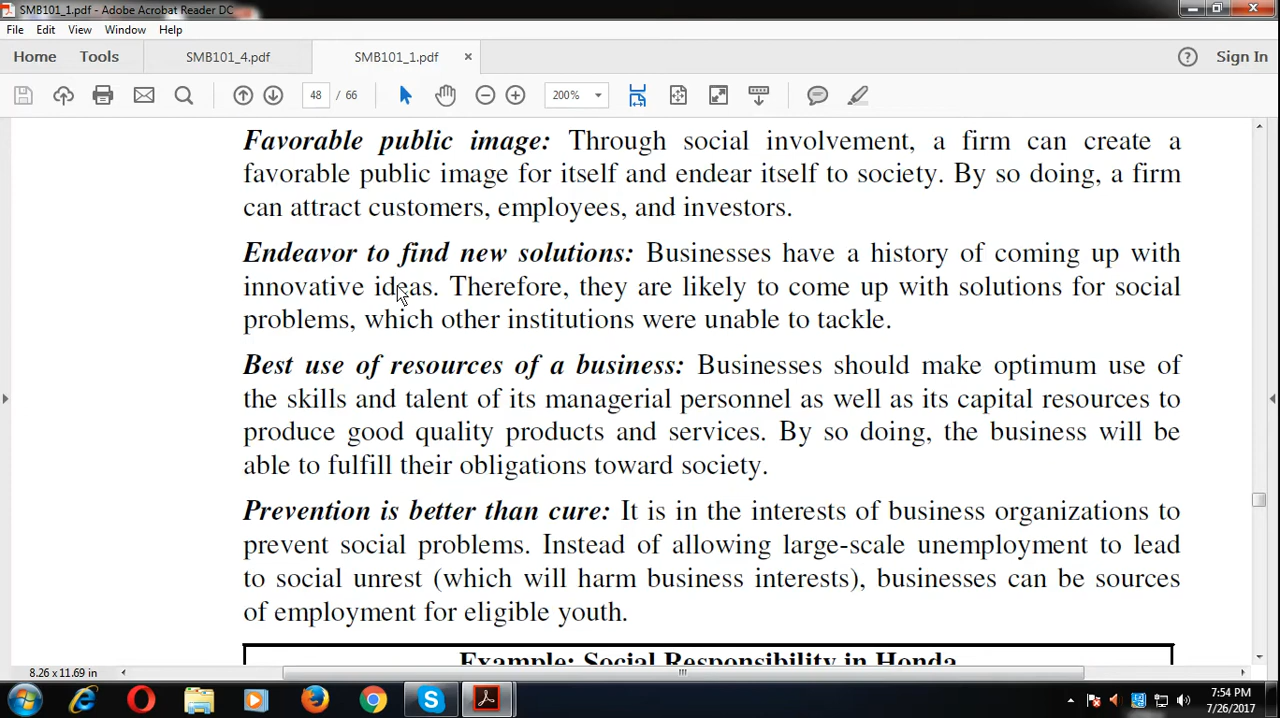 SMB101_1.pdf - Adobe Acrobat Reader DC
File Edit View Window Help
Home Tools SMB101_4.pdf SMB101_1.pdf × Sign In
48 / 66 200%
Favorable public image: Through social involvement, a firm can create a
favorable public image for itself and endear itself to society. By so doing, a firm
can attract customers, employees, and investors.
Endeavor to find new solutions: Businesses have a history of coming up with
innovative ideas. Therefore, they are likely to come up with solutions for social
problems, which other institutions were unable to tackle.
Best use of resources of a business: Businesses should make optimum use of
the skills and talent of its managerial personnel as well as its capital resources to
produce good quality products and services. By so doing, the business will be
able to fulfill their obligations toward society.
Prevention is better than cure: It is in the interests of business organizations to
prevent social problems. Instead of allowing large-scale unemployment to lead
to social unrest (which will harm business interests), businesses can be sources
of employment for eligible youth.
Example: Social Responsibility in Honda
8.26 x 11.69 in
7:54 PM
7/26/2017